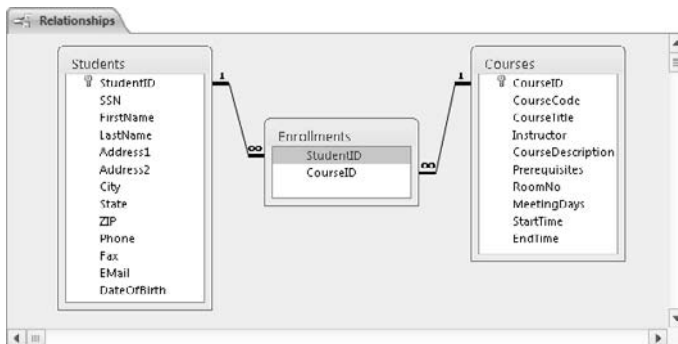 Relationships
Students
StudentID
SSN
FirstName
LastName
Address1
Address2
City
State
ZIP
Phone
Fax
EMail
DateOfBirth
1
∞
Enrollments
StudentID
CourseID
∞
1
Courses
CourseID
CourseCode
CourseTitle
Instructor
CourseDescription
Prerequisites
RoomNo
MeetingDays
StartTime
EndTime